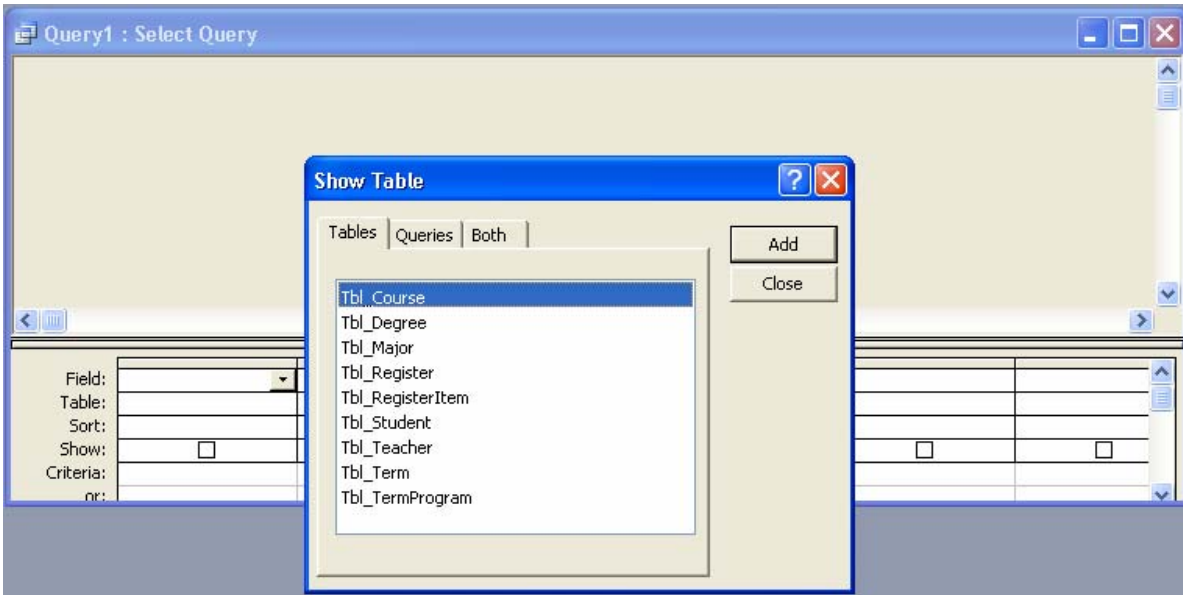 Query1 : Select Query
Show Table
Tables Queries Both
Add
Close
Tbl_Course
Tbl_Degree
Tbl_Major
Tbl_Register
Tbl_RegisterItem
Tbl_Student
Tbl_Teacher
Tbl_Term
Tbl_TermProgram
Field:
Table:
Sort:
Show:
Criteria:
or: